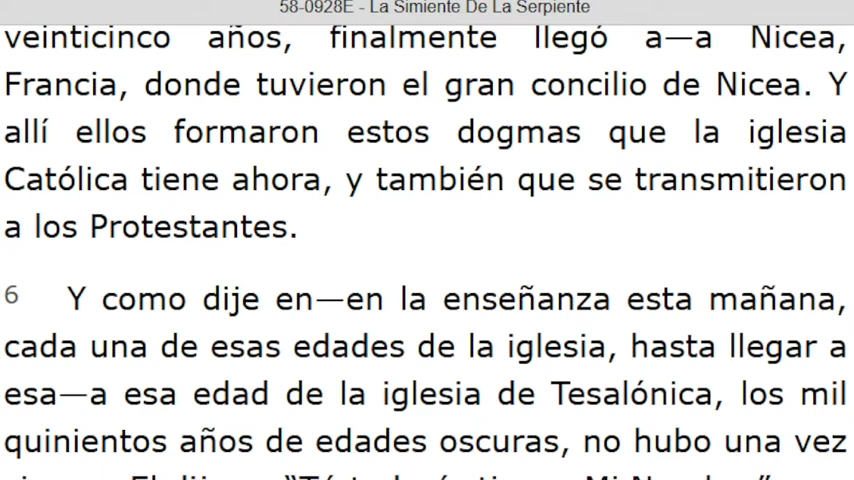 58-0928E - La Simiente De La Serpiente
veinticinco años, finalmente llegó a—a Nicea,
Francia, donde tuvieron el gran concilio de Nicea. Y
allí ellos formaron estos dogmas que la iglesia
Católica tiene ahora, y también que se transmitieron
a los Protestantes.
6 Y como dije en—en la enseñanza esta mañana,
cada una de esas edades de la iglesia, hasta llegar a
esa—a esa edad de la iglesia de Tesalónica, los mil
quinientos años de edades oscuras, no hubo una vez